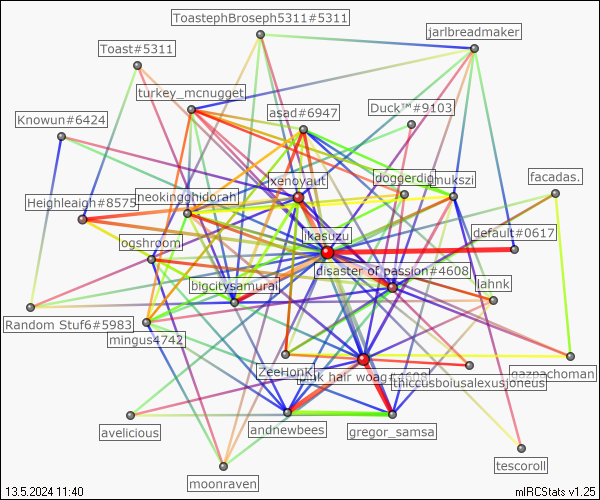 ToastephBroseph5311#5311
jarlbreadmaker
Toast#5311
turkey_mcnugget
asad#6947
Duck™#9103
Knowun#6424
xenoyaut
doggerdig
mukszi
facadas.
Heighleaigh#8575
neokingghidorah
ikasuzu
default#0617
ogshroom
disaster of passion#4608
bigcitysamurai
lahnk
Random Stuf6#5983
mingus4742
ZeeHonk
pink hair woag#4608
gazpachoman
thiccusboiusalexusjoneus
avelicious
andnewbees
gregor_samsa
tescoroll
moonraven
13.5.2024 11:40
mIRCStats v1.25